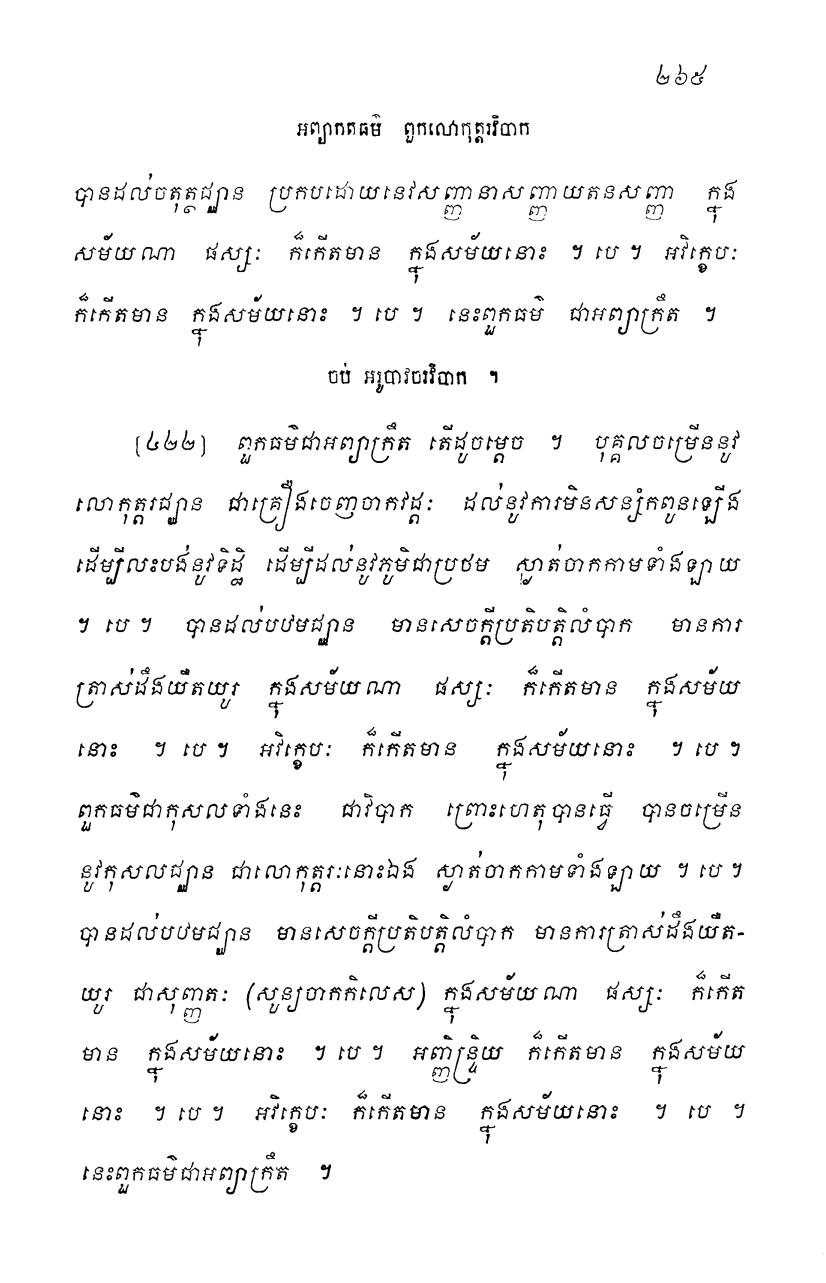 ២៦៥
អព្យាកតធម៌ ពួកលោកុត្តរវិបាក
បានដល់ចតុត្ថជ្ឈាន ប្រកបដោយនេវសញ្ញានាសញ្ញាយតនសញ្ញា ក្នុង
សម័យណា ផស្សៈ ក៏កើតមាន ក្នុងសម័យនោះ ។ បេ ។ អវិក្ខេបៈ
ក៏កើតមាន ក្នុងសម័យនោះ ។ បេ ។ នេះពួកធម៌ ជាអព្យាក្រឹត ។
ចប់ អរូបាវចរវិបាក ។
[៤២២] ពួកធម៌ជាអព្យាក្រឹត តើដូចម្តេច ។ បុគ្គលចម្រើននូវ
លោកុត្តរជ្ឈាន ជាគ្រឿងចេញចាកវដ្តៈ ដល់នូវការមិនសន្សំកពូនឡើង
ដើម្បីលះបង់នូវទិដ្ឋិ ដើម្បីដល់នូវភូមិជាប្រថម ស្ងាត់ចាកកាមទាំងឡាយ
។ បេ ។ បានដល់បឋមជ្ឈាន មានសេចក្តីប្រតិបត្តិលំបាក មានការ
ត្រាស់ដឹងយឺតយូរ ក្នុងសម័យណា ផស្សៈ ក៏កើតមាន ក្នុងសម័យ
នោះ ។ បេ ។ អវិក្ខេបៈ ក៏កើតមាន ក្នុងសម័យនោះ ។ បេ ។
ពួកធម៌ជាកុសលទាំងនេះ ជាវិបាក ព្រោះហេតុបានធ្វើ បានចម្រើន
នូវកុសលជ្ឈាន ជាលោកុត្តរៈនោះឯង ស្ងាត់ចាកកាមទាំងឡាយ ។ បេ ។
បានដល់បឋមជ្ឈាន មានសេចក្តីប្រតិបត្តិលំបាក មានការត្រាស់ដឹងយឺត-
យូរ ជាសុញ្ញតៈ (សូន្យចាកកិលេស) ក្នុងសម័យណា ផស្សៈ ក៏កើត
មាន ក្នុងសម័យនោះ ។ បេ ។ អញ្ញិន្ទ្រិយ ក៏កើតមាន ក្នុងសម័យ
នោះ ។ បេ ។ អវិក្ខេបៈ ក៏កើតមាន ក្នុងសម័យនោះ ។ បេ ។
នេះពួកធម៌ជាអព្យាក្រឹត ។